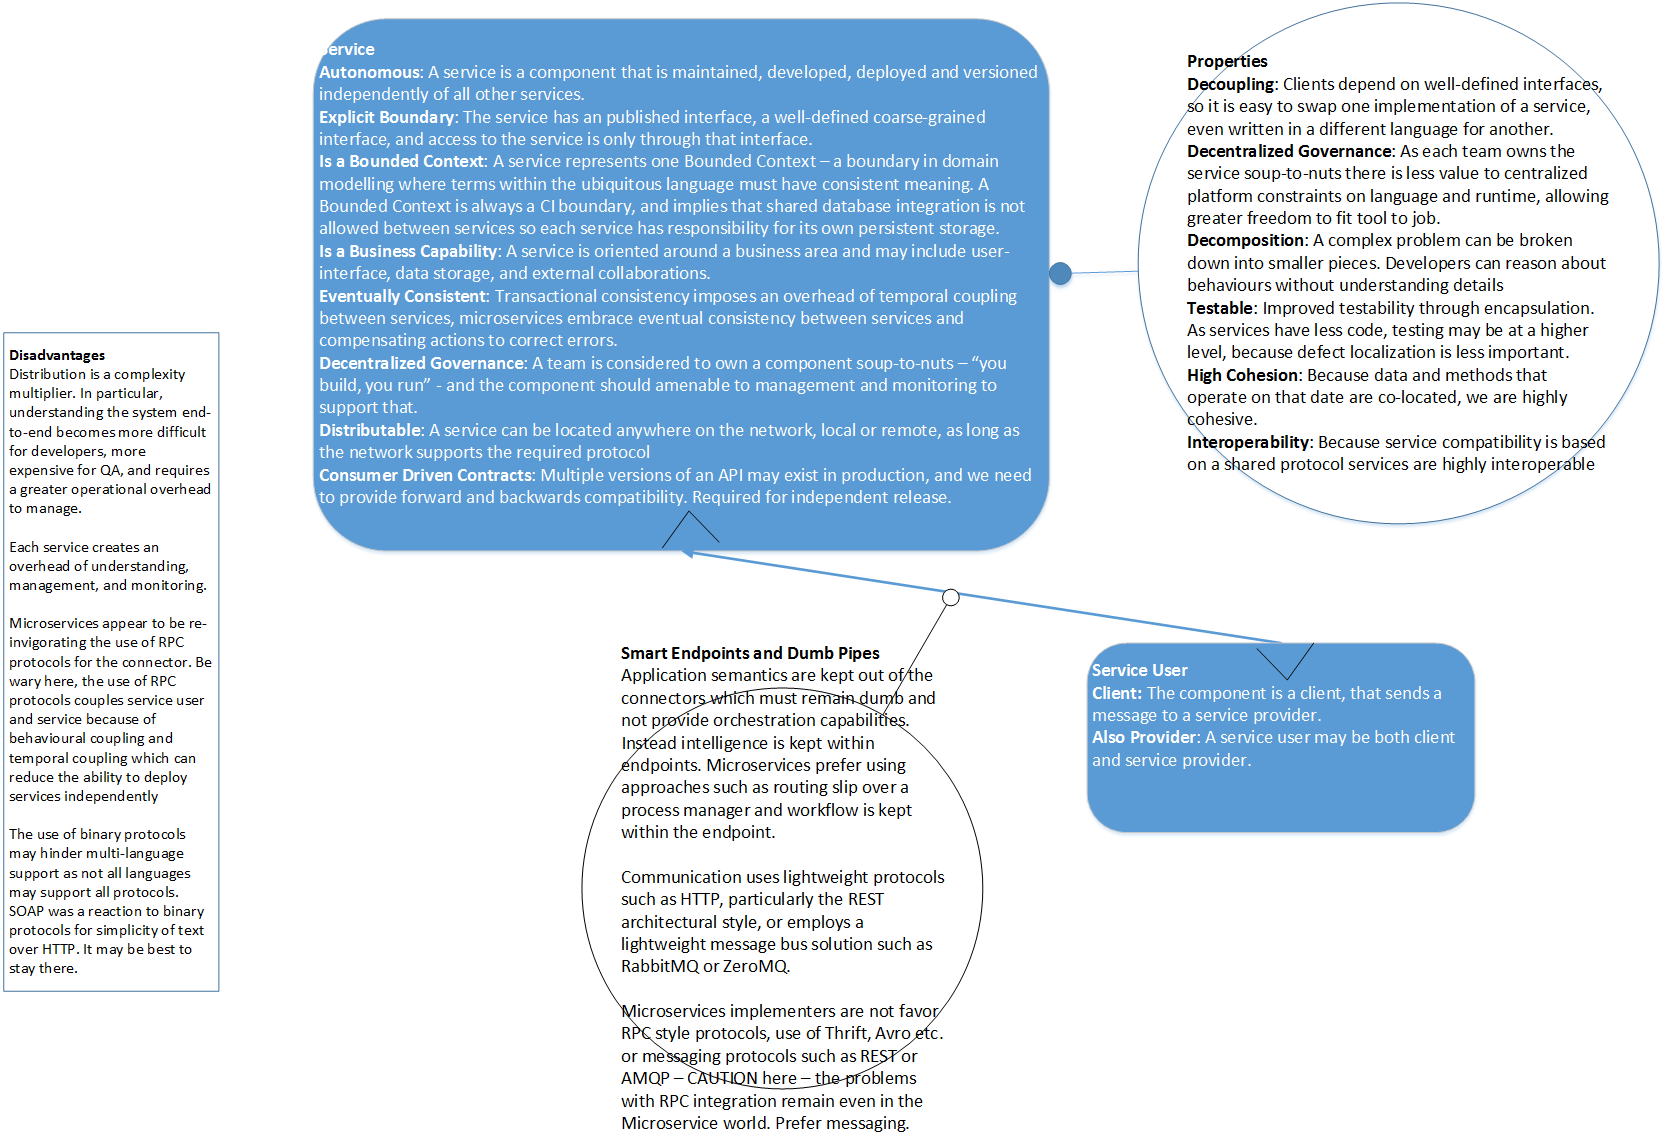 Service
Autonomous: A service is a component that is maintained, developed, deployed and versioned
independently of all other services.
Explicit Boundary: The service has an published interface, a well-defined coarse-grained
interface, and access to the service is only through that interface.
Is a Bounded Context: A service represents one Bounded Context – a boundary in domain
modelling where terms within the ubiquitous language must have consistent meaning. A
Bounded Context is always a CI boundary, and implies that shared database integration is not
allowed between services so each service has responsibility for its own persistent storage.
Is a Business Capability: A service is oriented around a business area and may include user-
interface, data storage, and external collaborations.
Eventually Consistent: Transactional consistency imposes an overhead of temporal coupling
between services, microservices embrace eventual consistency between services and
compensating actions to correct errors.
Decentralized Governance: A team is considered to own a component soup-to-nuts – “you
build, you run” - and the component should amenable to management and monitoring to
support that.
Distributable: A service can be located anywhere on the network, local or remote, as long as
the network supports the required protocol
Consumer Driven Contracts: Multiple versions of an API may exist in production, and we need
to provide forward and backwards compatibility. Required for independent release.
Properties
Decoupling: Clients depend on well-defined interfaces,
so it is easy to swap one implementation of a service,
even written in a different language for another.
Decentralized Governance: As each team owns the
service soup-to-nuts there is less value to centralized
platform constraints on language and runtime, allowing
greater freedom to fit tool to job.
Decomposition: A complex problem can be broken
down into smaller pieces. Developers can reason about
behaviours without understanding details
Testable: Improved testability through encapsulation.
As services have less code, testing may be at a higher
level, because defect localization is less important.
High Cohesion: Because data and methods that
operate on that date are co-located, we are highly
cohesive.
Interoperability: Because service compatibility is based
on a shared protocol services are highly interoperable
Disadvantages
Distribution is a complexity
multiplier. In particular,
understanding the system end-
to-end becomes more difficult
for developers, more
expensive for QA, and requires
a greater operational overhead
to manage.
Each service creates an
overhead of understanding,
management, and monitoring.
Microservices appear to be re-
invigorating the use of RPC
protocols for the connector. Be
wary here, the use of RPC
protocols couples service user
and service because of
behavioural coupling and
temporal coupling which can
reduce the ability to deploy
services independently
The use of binary protocols
may hinder multi-language
support as not all languages
may support all protocols.
SOAP was a reaction to binary
protocols for simplicity of text
over HTTP. It may be best to
stay there.
Smart Endpoints and Dumb Pipes
Application semantics are kept out of the
connectors which must remain dumb and
not provide orchestration capabilities.
Instead intelligence is kept within
endpoints. Microservices prefer using
approaches such as routing slip over a
process manager and workflow is kept
within the endpoint.
Communication uses lightweight protocols
such as HTTP, particularly the REST
architectural style, or employs a
lightweight message bus solution such as
RabbitMQ or ZeroMQ.
Microservices implementers are not favor
RPC style protocols, use of Thrift, Avro etc.
or messaging protocols such as REST or
AMQP – CAUTION here – the problems
with RPC integration remain even in the
Microservice world. Prefer messaging.
Service User
Client: The component is a client, that sends a
message to a service provider.
Also Provider: A service user may be both client
and service provider.